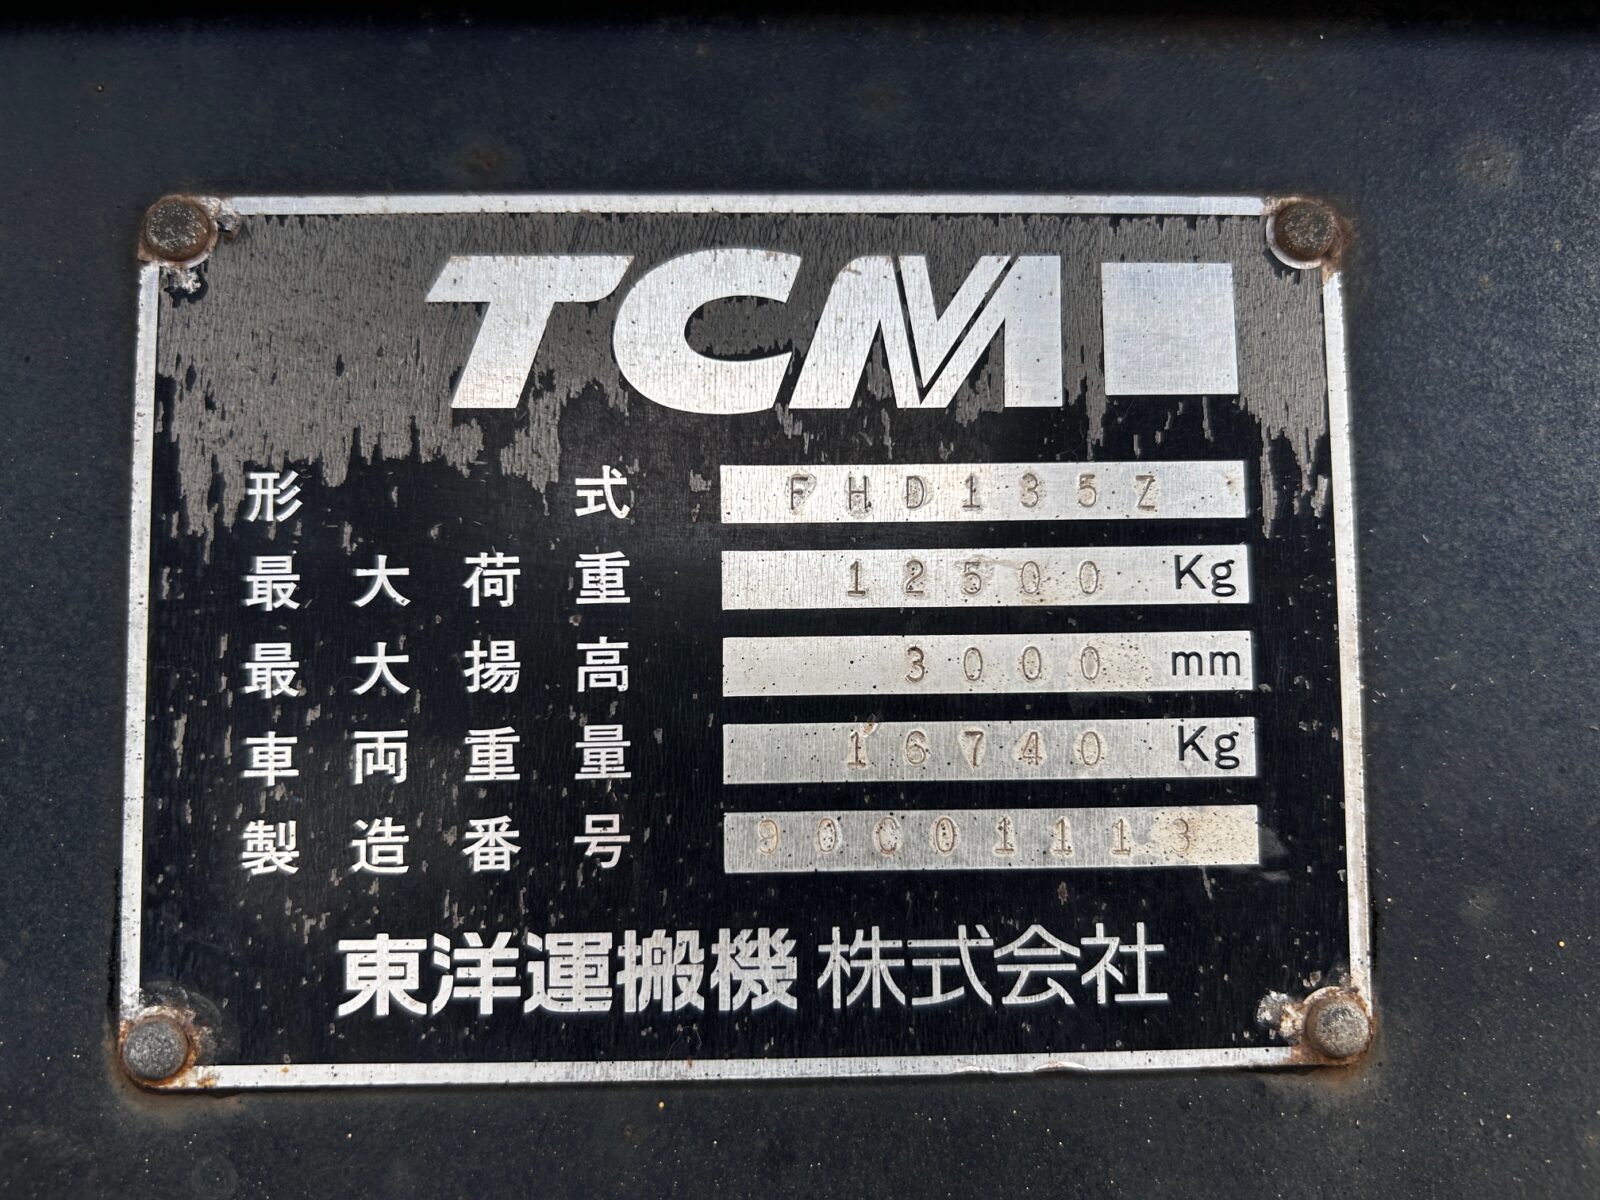 TCM
形式 FHD135Z
最大荷重 12500 Kg
最大揚高 3000 mm
車両重量 16740 Kg
製造番号 90C01113
東洋運搬機株式会社